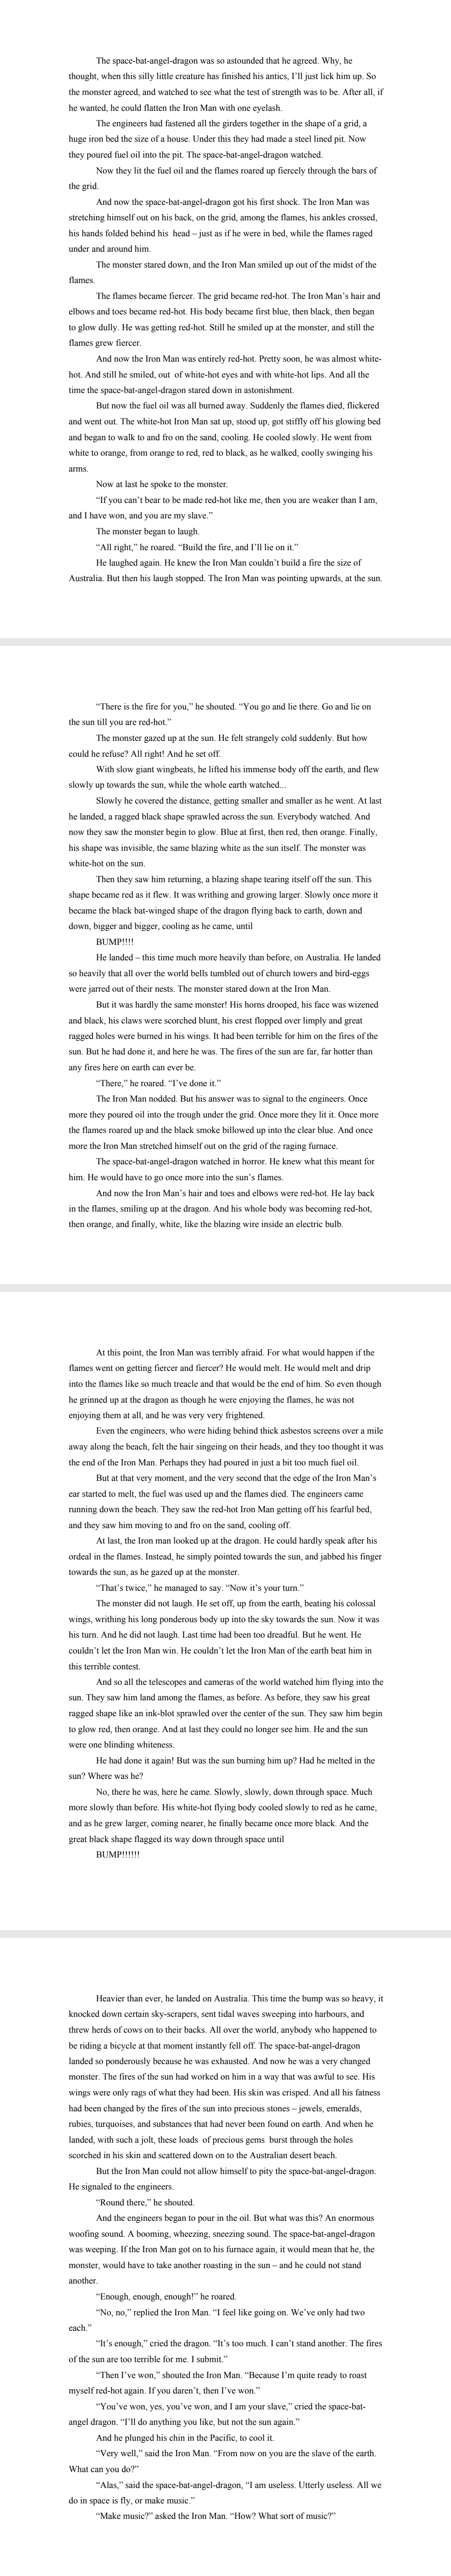 The space-bat-angel-dragon was so astounded that he agreed. Why, he
thought, when this silly little creature has finished his antics, I’ll just lick him up. So
the monster agreed, and watched to see what the test of strength was to be. After all, if
he wanted, he could flatten the Iron Man with one eyelash.
The engineers had fastened all the girders together in the shape of a grid, a
huge iron bed the size of a house. Under this they had made a steel lined pit. Now
they poured fuel oil into the pit. The space-bat-angel-dragon watched.
Now they lit the fuel oil and the flames roared up fiercely through the bars of
the grid.
And now the space-bat-angel-dragon got his first shock. The Iron Man was
stretching himself out on his back, on the grid, among the flames, his ankles crossed,
his hands folded behind his head – just as if he were in bed, while the flames raged
under and around him.
The monster stared down, and the Iron Man smiled up out of the midst of the
flames.
The flames became fiercer. The grid became red-hot. The Iron Man’s hair and
elbows and toes became red-hot. His body became first blue, then black, then began
to glow dully. He was getting red-hot. Still he smiled up at the monster, and still the
flames grew fiercer.
And now the Iron Man was entirely red-hot. Pretty soon, he was almost white-
hot. And still he smiled, out of white-hot eyes and with white-hot lips. And all the
time the space-bat-angel-dragon stared down in astonishment.
But now the fuel oil was all burned away. Suddenly the flames died, flickered
and went out. The white-hot Iron Man sat up, stood up, got stiffly off his glowing bed
and began to walk to and fro on the sand, cooling. He cooled slowly. He went from
white to orange, from orange to red, red to black, as he walked, coolly swinging his
arms.
Now at last he spoke to the monster.
“If you can’t bear to be made red-hot like me, then you are weaker than I am,
and I have won, and you are my slave.”
The monster began to laugh.
“All right,” he roared. “Build the fire, and I’ll lie on it.”
He laughed again. He knew the Iron Man couldn’t build a fire the size of
Australia. But then his laugh stopped. The Iron Man was pointing upwards, at the sun.
“There is the fire for you,” he shouted. “You go and lie there. Go and lie on
the sun till you are red-hot.”
The monster gazed up at the sun. He felt strangely cold suddenly. But how
could he refuse? All right! And he set off.
With slow giant wingbeats, he lifted his immense body off the earth, and flew
slowly up towards the sun, while the whole earth watched...
Slowly he covered the distance, getting smaller and smaller as he went. At last
he landed, a ragged black shape sprawled across the sun. Everybody watched. And
now they saw the monster begin to glow. Blue at first, then red, then orange. Finally,
his shape was invisible, the same blazing white as the sun itself. The monster was
white-hot on the sun.
Then they saw him returning, a blazing shape tearing itself off the sun. This
shape became red as it flew. It was writhing and growing larger. Slowly once more it
became the black bat-winged shape of the dragon flying back to earth, down and
down, bigger and bigger, cooling as he came, until
BUMP!!!!
He landed – this time much more heavily than before, on Australia. He landed
so heavily that all over the world bells tumbled out of church towers and bird-eggs
were jarred out of their nests. The monster stared down at the Iron Man.
But it was hardly the same monster! His horns drooped, his face was wizened
and black, his claws were scorched blunt, his crest flopped over limply and great
ragged holes were burned in his wings. It had been terrible for him on the fires of the
sun. But he had done it, and here he was. The fires of the sun are far, far hotter than
any fires here on earth can ever be.
“There,” he roared. “I’ve done it.”
The Iron Man nodded. But his answer was to signal to the engineers. Once
more they poured oil into the trough under the grid. Once more they lit it. Once more
the flames roared up and the black smoke billowed up into the clear blue. And once
more the Iron Man stretched himself out on the grid of the raging furnace.
The space-bat-angel-dragon watched in horror. He knew what this meant for
him. He would have to go once more into the sun’s flames.
And now the Iron Man’s hair and toes and elbows were red-hot. He lay back
in the flames, smiling up at the dragon. And his whole body was becoming red-hot,
then orange, and finally, white, like the blazing wire inside an electric bulb.
At this point, the Iron Man was terribly afraid. For what would happen if the
flames went on getting fiercer and fiercer? He would melt. He would melt and drip
into the flames like so much treacle and that would be the end of him. So even though
he grinned up at the dragon as though he were enjoying the flames, he was not
enjoying them at all, and he was very very frightened.
Even the engineers, who were hiding behind thick asbestos screens over a mile
away along the beach, felt the hair singeing on their heads, and they too thought it was
the end of the Iron Man. Perhaps they had poured in just a bit too much fuel oil.
But at that very moment, and the very second that the edge of the Iron Man’s
ear started to melt, the fuel was used up and the flames died. The engineers came
running down the beach. They saw the red-hot Iron Man getting off his fearful bed,
and they saw him moving to and fro on the sand, cooling off.
At last, the Iron man looked up at the dragon. He could hardly speak after his
ordeal in the flames. Instead, he simply pointed towards the sun, and jabbed his finger
towards the sun, as he gazed up at the monster.
“That’s twice,” he managed to say. “Now it’s your turn.”
The monster did not laugh. He set off, up from the earth, beating his colossal
wings, writhing his long ponderous body up into the sky towards the sun. Now it was
his turn. And he did not laugh. Last time had been too dreadful. But he went. He
couldn’t let the Iron Man win. He couldn’t let the Iron Man of the earth beat him in
this terrible contest.
And so all the telescopes and cameras of the world watched him flying into the
sun. They saw him land among the flames, as before. As before, they saw his great
ragged shape like an ink-blot sprawled over the center of the sun. They saw him begin
to glow red, then orange. And at last they could no longer see him. He and the sun
were one blinding whiteness.
He had done it again! But was the sun burning him up? Had he melted in the
sun? Where was he?
No, there he was, here he came. Slowly, slowly, down through space. Much
more slowly than before. His white-hot flying body cooled slowly to red as he came,
and as he grew larger, coming nearer, he finally became once more black. And the
great black shape flagged its way down through space until
BUMP!!!!!!
Heavier than ever, he landed on Australia. This time the bump was so heavy, it
knocked down certain sky-scrapers, sent tidal waves sweeping into harbours, and
threw herds of cows on to their backs. All over the world, anybody who happened to
be riding a bicycle at that moment instantly fell off. The space-bat-angel-dragon
landed so ponderously because he was exhausted. And now he was a very changed
monster. The fires of the sun had worked on him in a way that was awful to see. His
wings were only rags of what they had been. His skin was crisped. And all his fatness
had been changed by the fires of the sun into precious stones – jewels, emeralds,
rubies, turquoises, and substances that had never been found on earth. And when he
landed, with such a jolt, these loads of precious gems burst through the holes
scorched in his skin and scattered down on to the Australian desert beach.
But the Iron Man could not allow himself to pity the space-bat-angel-dragon.
He signaled to the engineers.
“Round there,” he shouted.
And the engineers began to pour in the oil. But what was this? An enormous
woofing sound. A booming, wheezing, sneezing sound. The space-bat-angel-dragon
was weeping. If the Iron Man got on to his furnace again, it would mean that he, the
monster, would have to take another roasting in the sun – and he could not stand
another.
“Enough, enough, enough!” he roared.
“No, no,” replied the Iron Man. “I feel like going on. We’ve only had two
each.”
“It’s enough,” cried the dragon. “It’s too much. I can’t stand another. The fires
of the sun are too terrible for me. I submit.”
“Then I’ve won,” shouted the Iron Man. “Because I’m quite ready to roast
myself red-hot again. If you daren’t, then I’ve won.”
“You’ve won, yes, you’ve won, and I am your slave,” cried the space-bat-
angel dragon. “I’ll do anything you like, but not the sun again.”
And he plunged his chin in the Pacific, to cool it.
“Very well,” said the Iron Man. “From now on you are the slave of the earth.
What can you do?”
“Alas,” said the space-bat-angel-dragon, “I am useless. Utterly useless. All we
do in space is fly, or make music.”
“Make music?” asked the Iron Man. “How? What sort of music?”